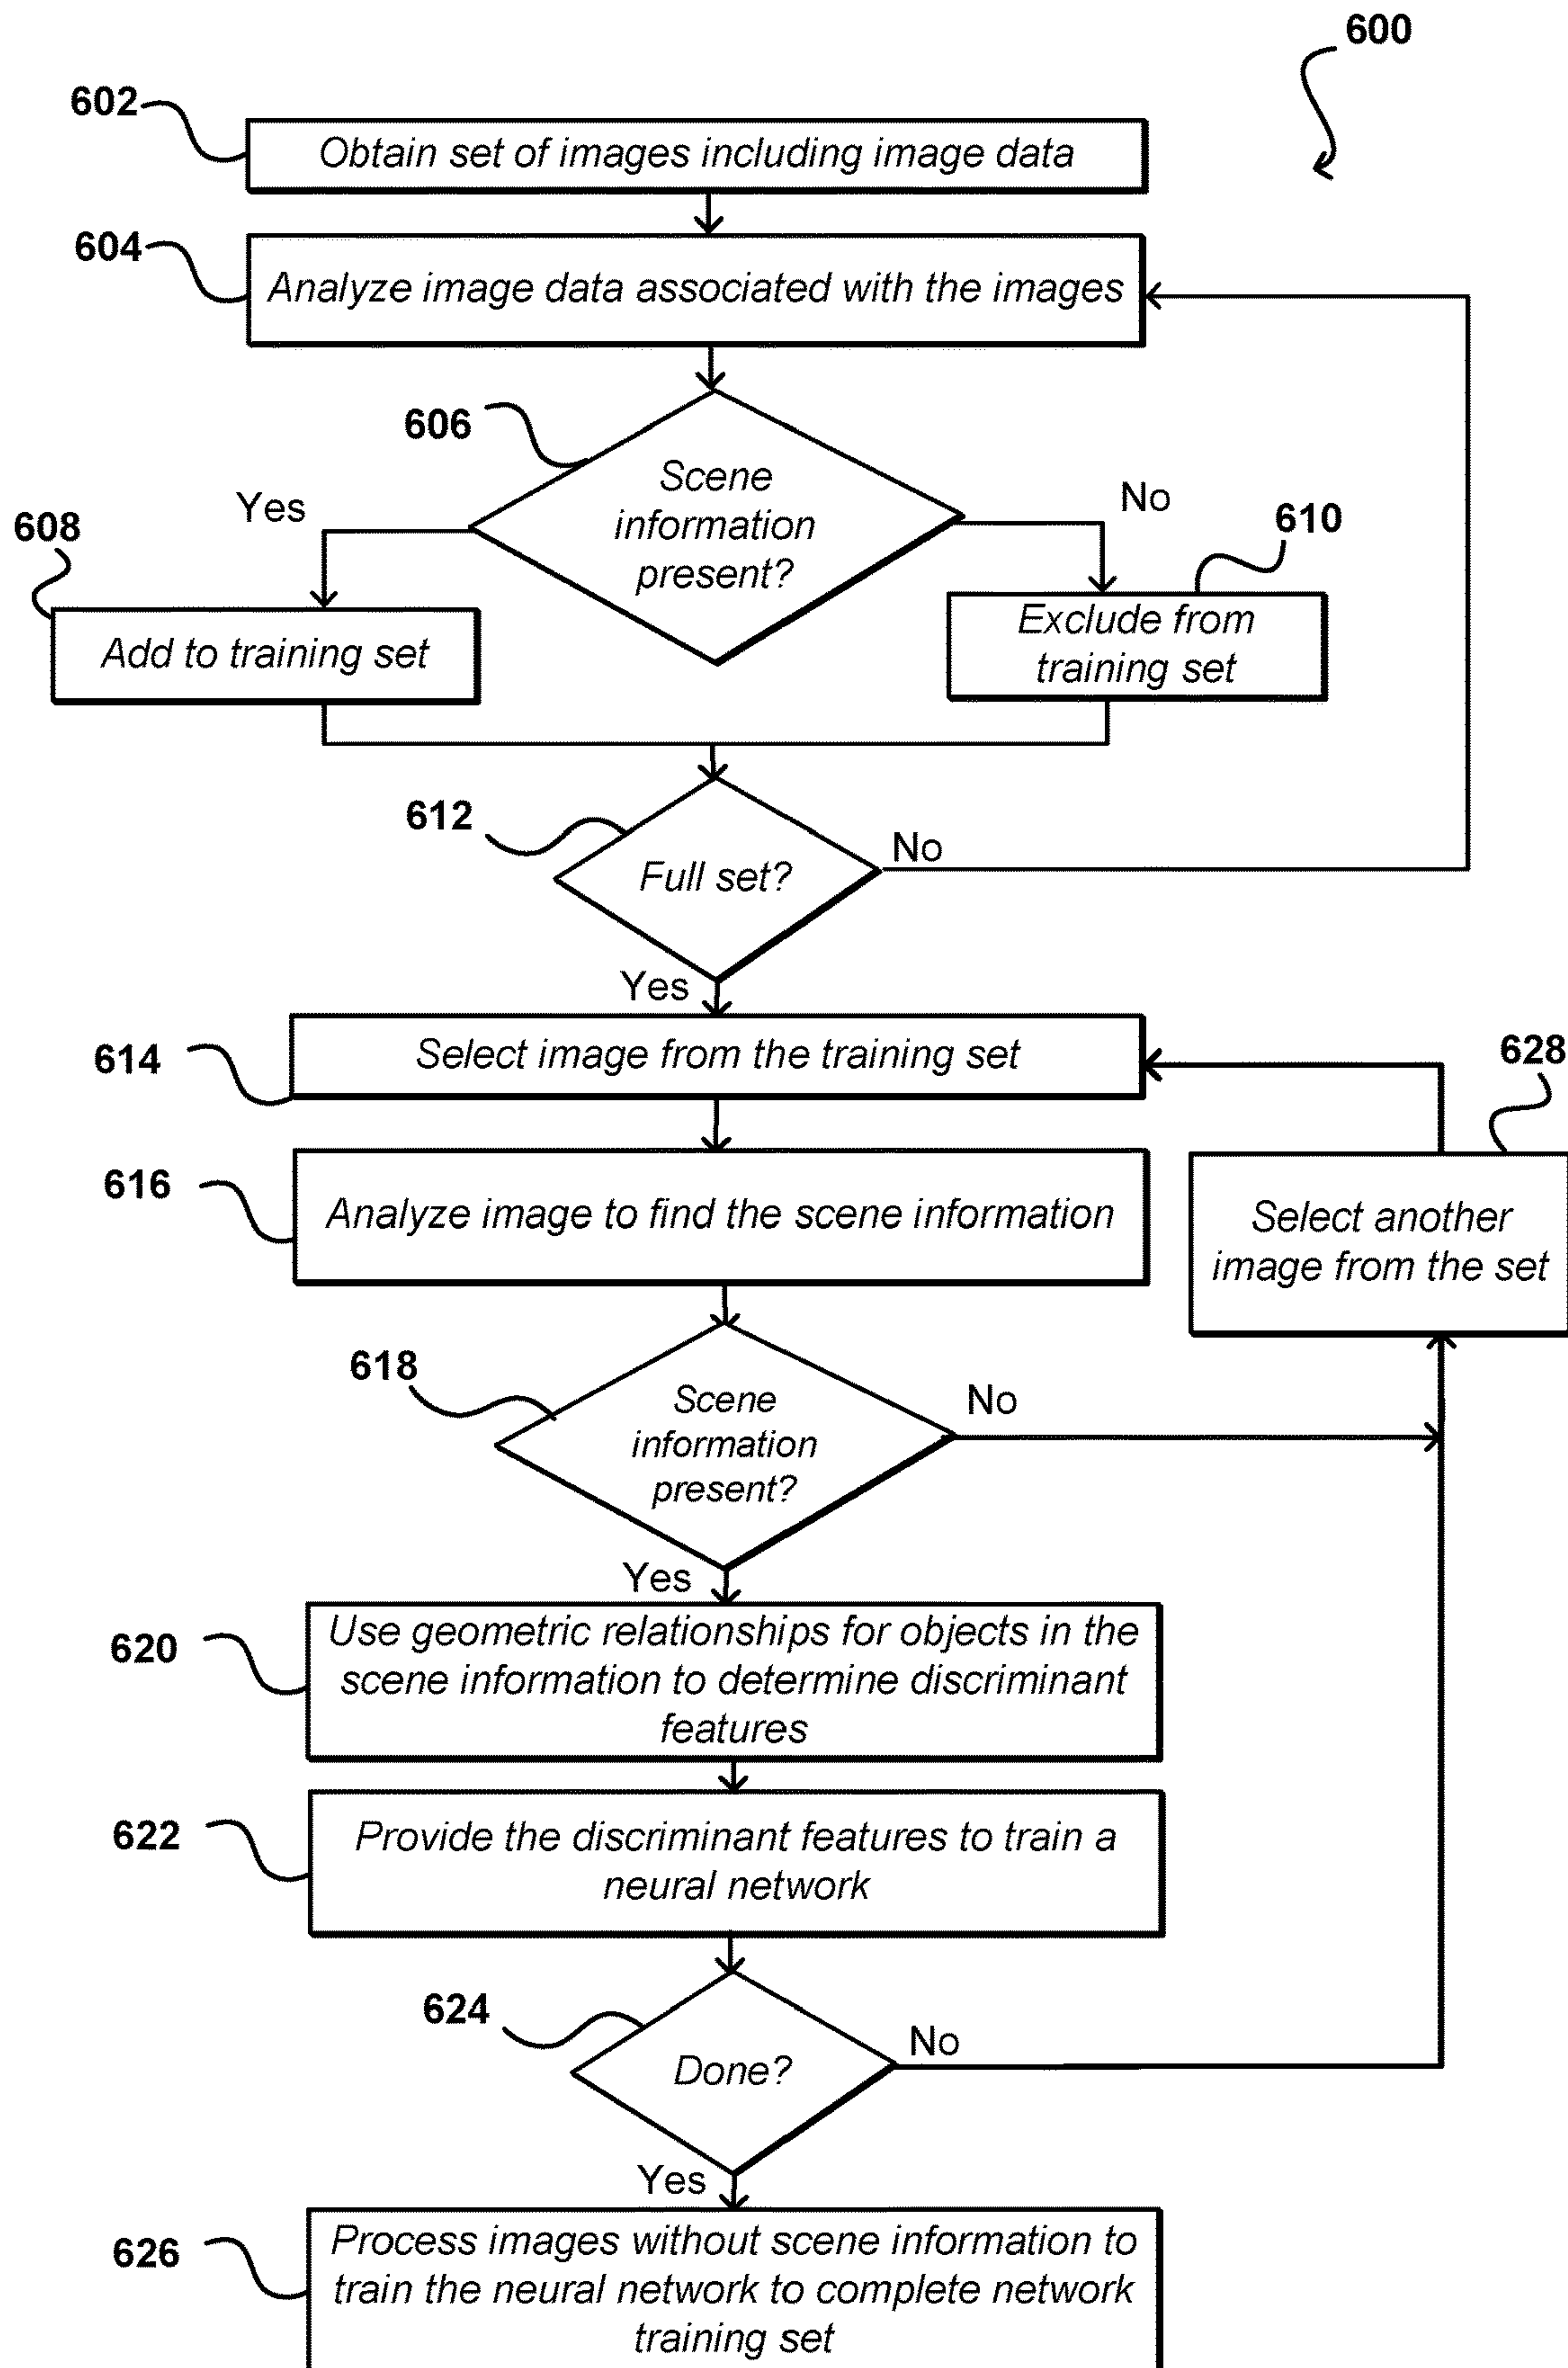 600
602
Obtain set of images including image data
604
Analyze image data associated with the images
606
Scene
information
present?
Yes
No
608
610
Add to training set
Exclude from
training set
612
Full set?
No
Yes
614
Select image from the training set
628
616
Analyze image to find the scene information
Select another
image from the set
618
Scene
information
present?
No
Yes
620
Use geometric relationships for objects in the
scene information to determine discriminant
features
622
Provide the discriminant features to train a
neural network
624
Done?
No
Yes
626
Process images without scene information to
train the neural network to complete network
training set